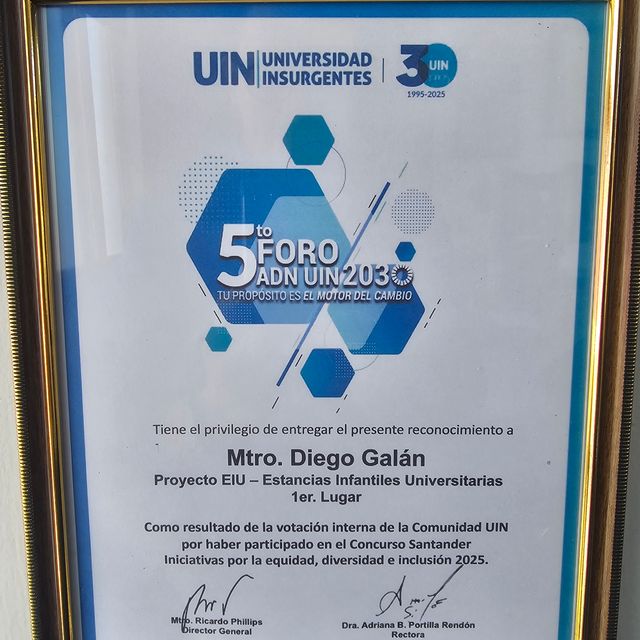 UIN UNIVERSIDAD INSURGENTES
30 UIN AÑOS
1995-2025
5to FORO
ADN UIN 2030
TU PROPÓSITO ES EL MOTOR DEL CAMBIO
Tiene el privilegio de entregar el presente reconocimiento a
Mtro. Diego Galán
Proyecto EIU – Estancias Infantiles Universitarias
1er. Lugar
Como resultado de la votación interna de la Comunidad UIN
por haber participado en el Concurso Santander
Iniciativas por la equidad, diversidad e inclusión 2025.
Mtro. Ricardo Phillips
Director General
Dra. Adriana B. Portilla Rendón
Rectora